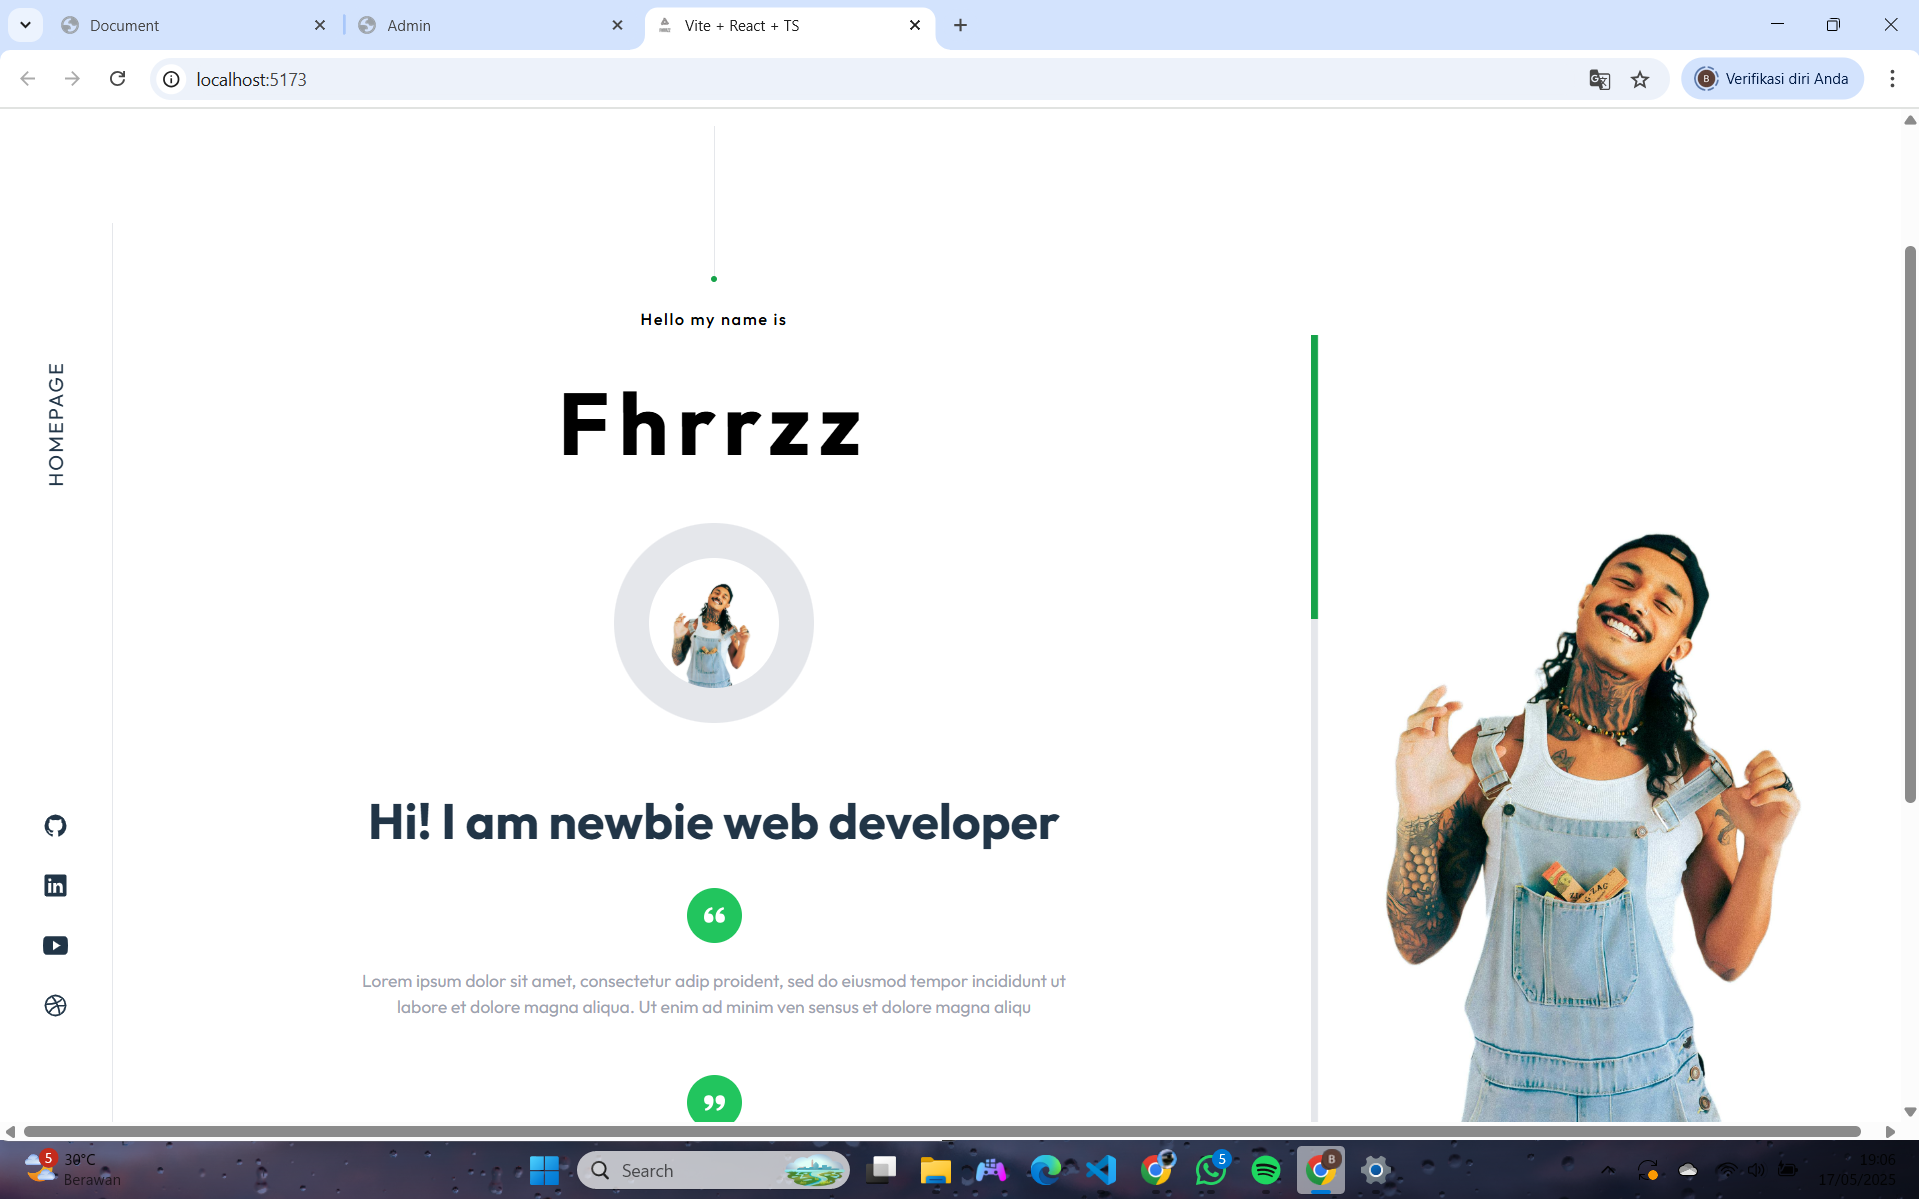 Document
Admin
Vite + React + TS
localhost:5173
Verifikasi diri Anda
B
HOMEPAGE
Hello my name is
Fhrrzz
Hi! I am newbie web developer
“
Lorem ipsum dolor sit amet, consectetur adip proident, sed do eiusmod tempor incididunt ut
labore et dolore magna aliqua. Ut enim ad minim ven sensus et dolore magna aliqu
”
5
30°C
Berawan
Search
5
B
19:06
17/05/2025